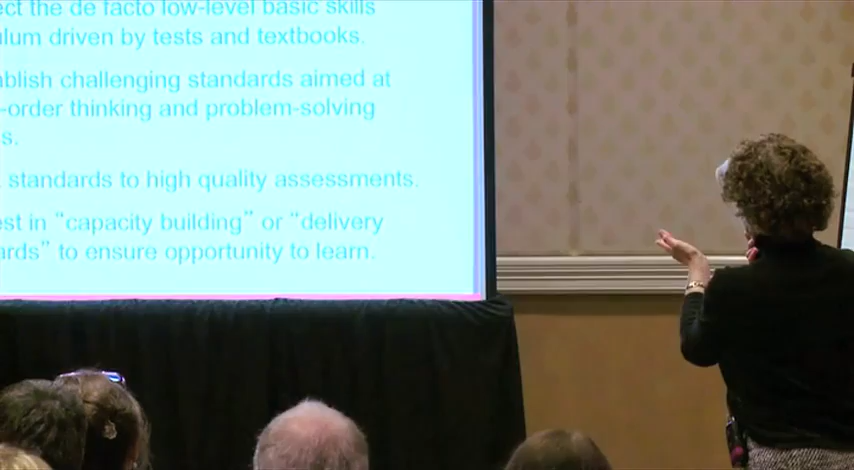 ect the de facto low-level basic skills
ulum driven by tests and textbooks.
ablish challenging standards aimed at
-order thinking and problem-solving
s.
standards to high quality assessments.
est in “capacity building” or “delivery
ards” to ensure opportunity to learn.